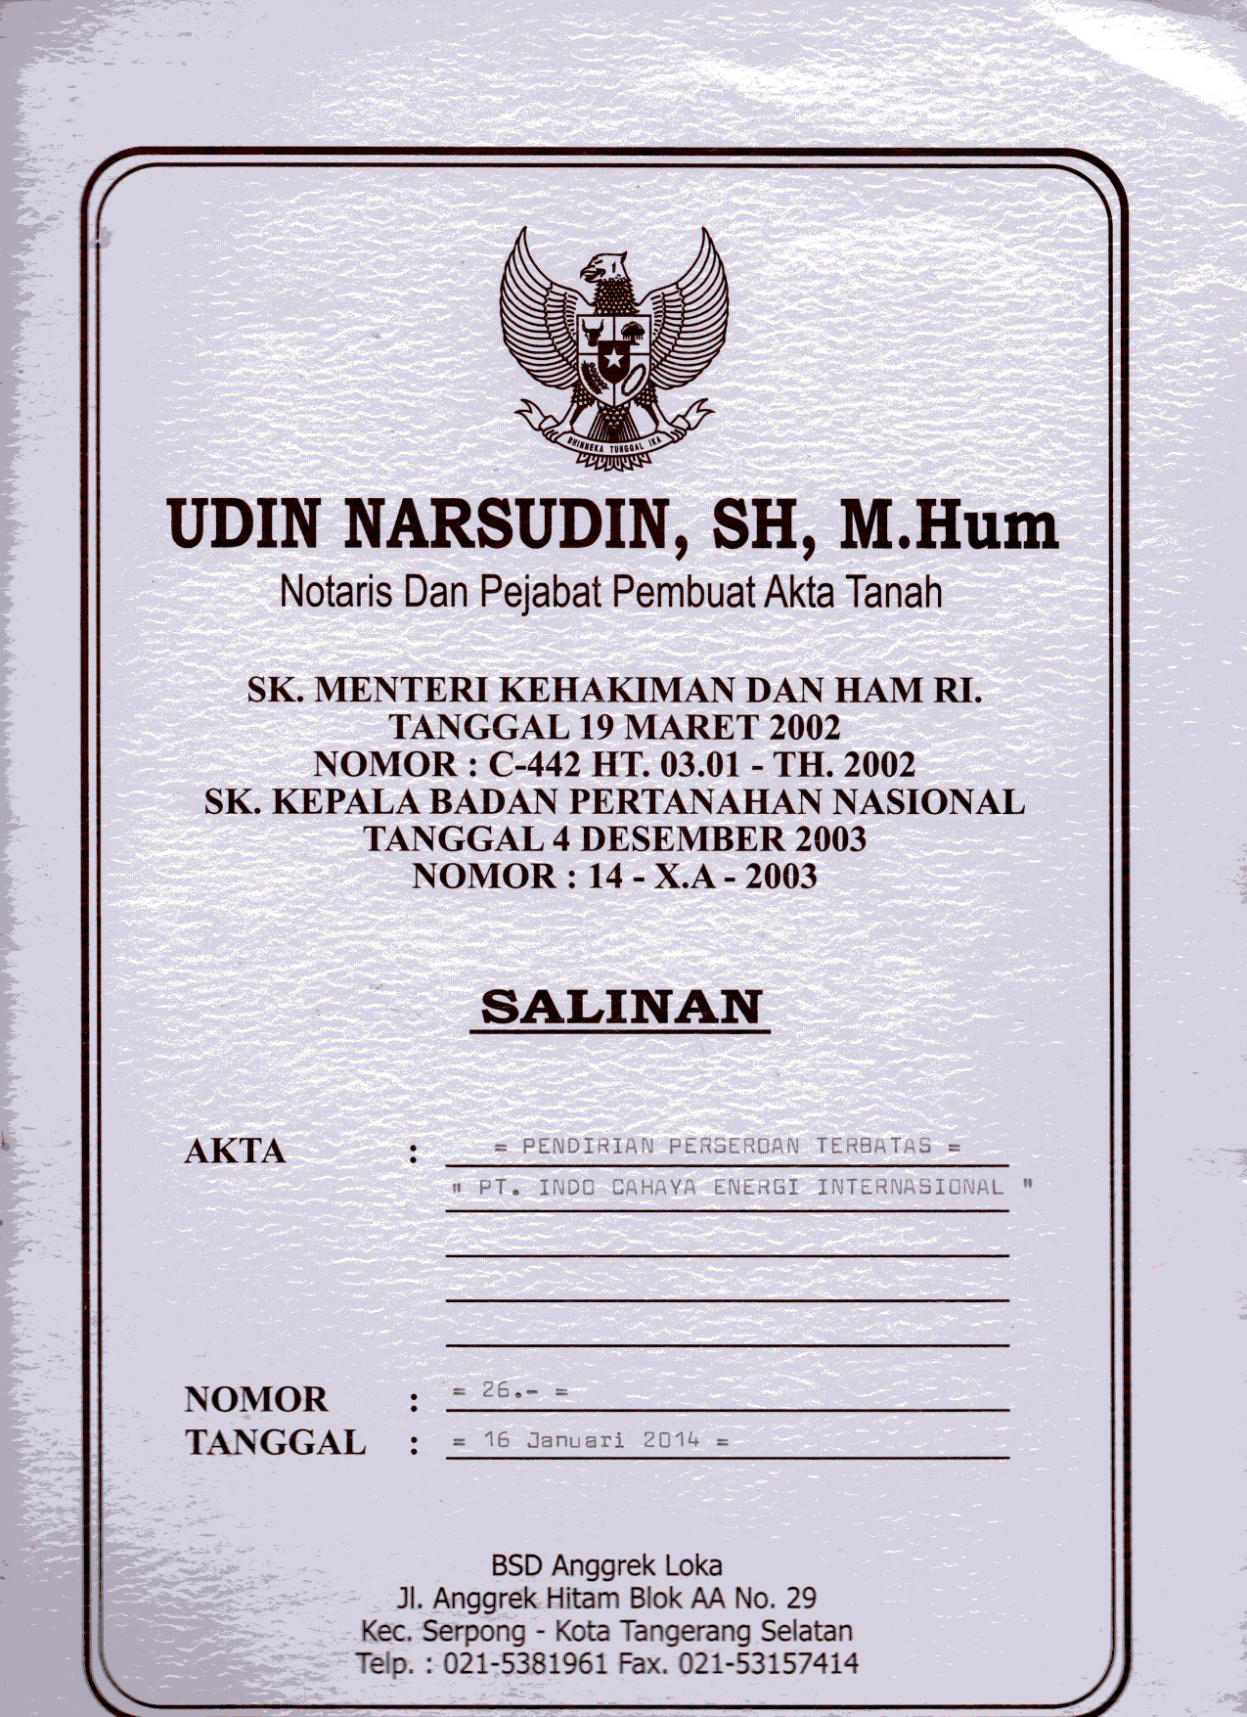 BHINNEKA TUNGGAL IKA
UDIN NARSUDIN, SH, M.Hum
Notaris Dan Pejabat Pembuat Akta Tanah
SK. MENTERI KEHAKIMAN DAN HAM RI.
TANGGAL 19 MARET 2002
NOMOR : C-442 HT. 03.01 - TH. 2002
SK. KEPALA BADAN PERTANAHAN NASIONAL
TANGGAL 4 DESEMBER 2003
NOMOR : 14 - X.A - 2003
SALINAN
AKTA : = PENDIRIAN PERSEROAN TERBATAS =
" PT. INDO CAHAYA ENERGI INTERNASIONAL "
NOMOR : = 26.- =
TANGGAL : = 16 Januari 2014 =
BSD Anggrek Loka
Jl. Anggrek Hitam Blok AA No. 29
Kec. Serpong - Kota Tangerang Selatan
Telp. : 021-5381961 Fax. 021-53157414